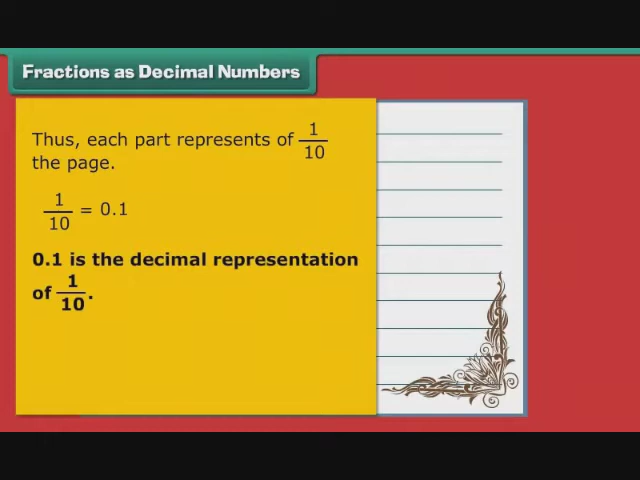 Fractions as Decimal Numbers
Thus, each part represents of 1/10
the page.
1/10 = 0.1
0.1 is the decimal representation
of 1/10.